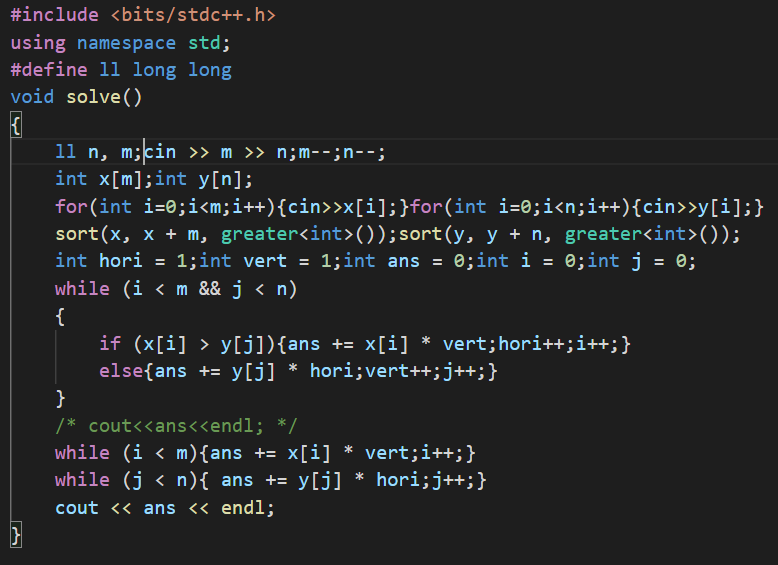 #include <bits/stdc++.h>
using namespace std;
#define ll long long
void solve()
{
    ll n, m;cin >> m >> n;m--;n--;
    int x[m];int y[n];
    for(int i=0;i<m;i++){cin>>x[i];}for(int i=0;i<n;i++){cin>>y[i];}
    sort(x, x + m, greater<int>());sort(y, y + n, greater<int>());
    int hori = 1;int vert = 1;int ans = 0;int i = 0;int j = 0;
    while (i < m && j < n)
    {
        if (x[i] > y[j]){ans += x[i] * vert;hori++;i++;}
        else{ans += y[j] * hori;vert++;j++;}
    }
    /* cout<<ans<<endl; */
    while (i < m){ans += x[i] * vert;i++;}
    while (j < n){ ans += y[j] * hori;j++;}
    cout << ans << endl;
}